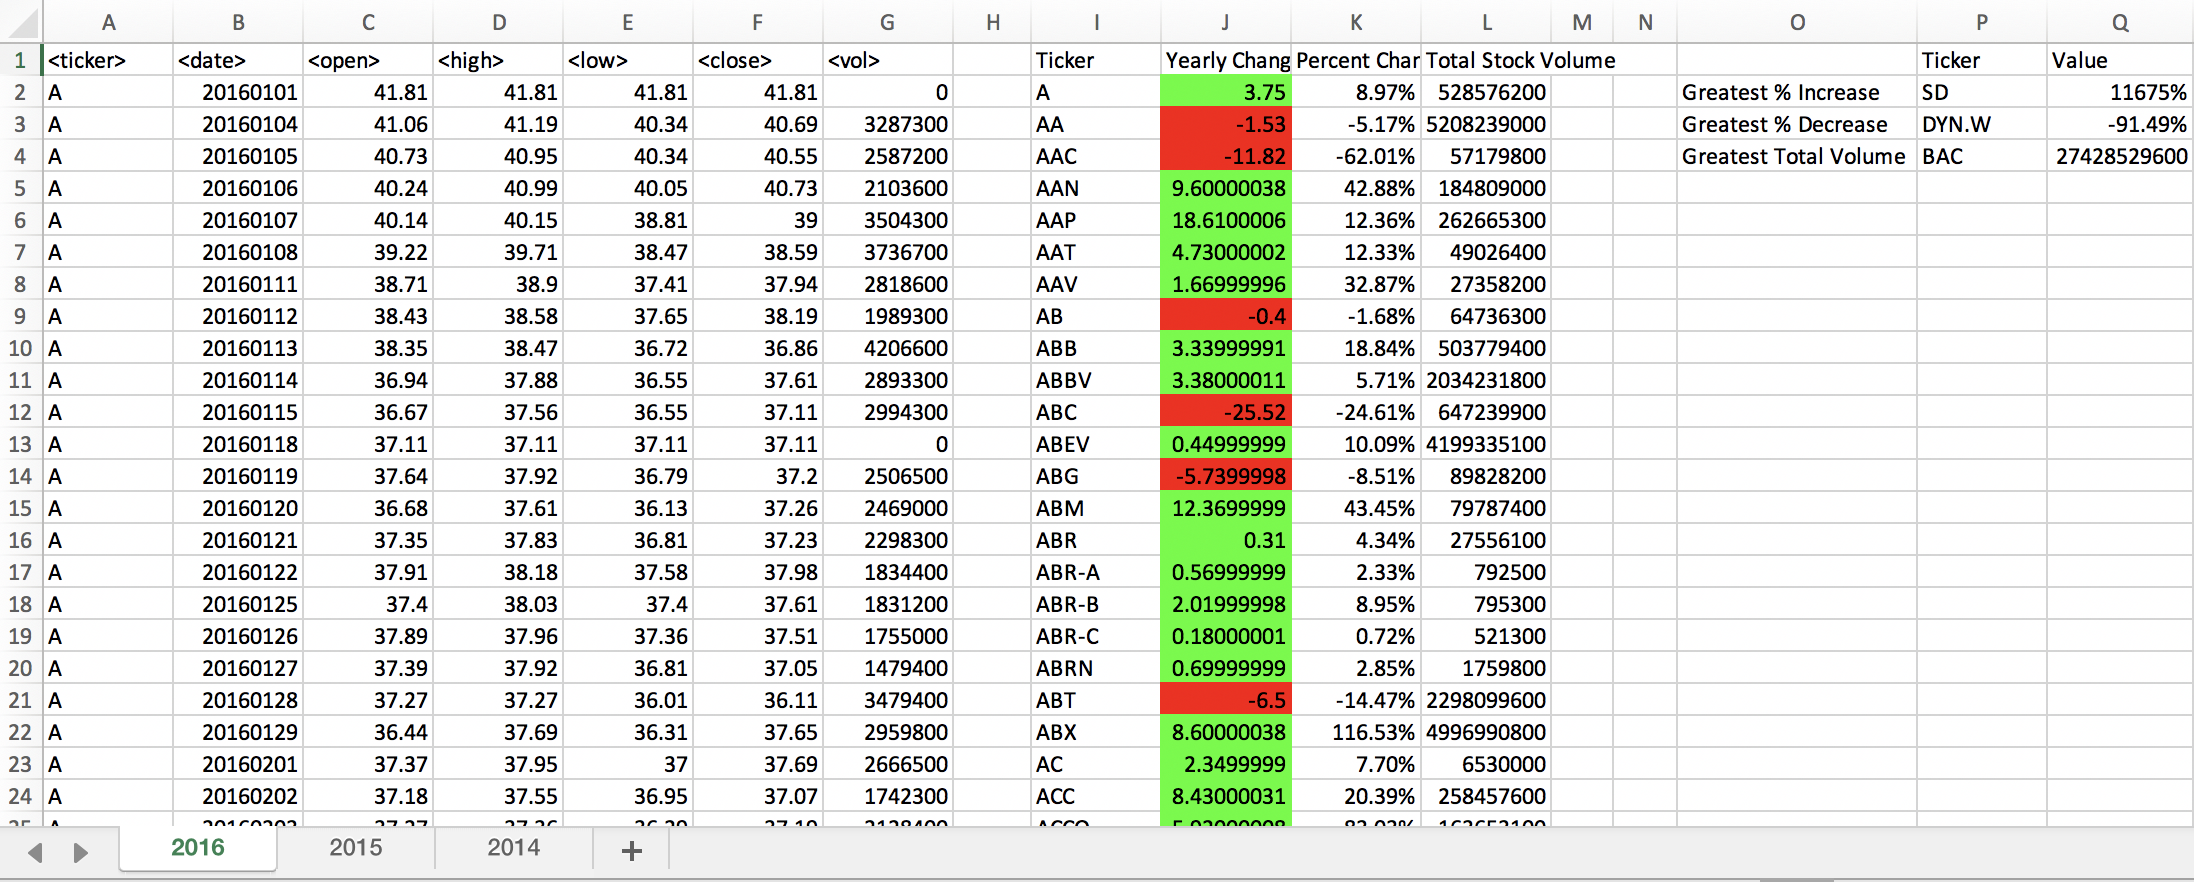 A B C D E F G H I J K L M N O P Q
1 <ticker> <date> <open> <high> <low> <close> <vol> Ticker Yearly Chang Percent Char Total Stock Volume Ticker Value
2 A 20160101 41.81 41.81 41.81 41.81 0 A 3.75 8.97% 528576200 Greatest % Increase SD 11675%
3 A 20160104 41.06 41.19 40.34 40.69 3287300 AA -1.53 -5.17% 5208239000 Greatest % Decrease DYN.W -91.49%
4 A 20160105 40.73 40.95 40.34 40.55 2587200 AAC -11.82 -62.01% 57179800 Greatest Total Volume BAC 27428529600
5 A 20160106 40.24 40.99 40.05 40.73 2103600 AAN 9.60000038 42.88% 184809000
6 A 20160107 40.14 40.15 38.81 39 3504300 AAP 18.6100006 12.36% 262665300
7 A 20160108 39.22 39.71 38.47 38.59 3736700 AAT 4.73000002 12.33% 49026400
8 A 20160111 38.71 38.9 37.41 37.94 2818600 AAV 1.66999996 32.87% 27358200
9 A 20160112 38.43 38.58 37.65 38.19 1989300 AB -0.4 -1.68% 64736300
10 A 20160113 38.35 38.47 36.72 36.86 4206600 ABB 3.33999991 18.84% 503779400
11 A 20160114 36.94 37.88 36.55 37.61 2893300 ABBV 3.38000011 5.71% 2034231800
12 A 20160115 36.67 37.56 36.55 37.11 2994300 ABC -25.52 -24.61% 647239900
13 A 20160118 37.11 37.11 37.11 37.11 0 ABEV 0.44999999 10.09% 4199335100
14 A 20160119 37.64 37.92 36.79 37.2 2506500 ABG -5.7399998 -8.51% 89828200
15 A 20160120 36.68 37.61 36.13 37.26 2469000 ABM 12.3699999 43.45% 79787400
16 A 20160121 37.35 37.83 36.81 37.23 2298300 ABR 0.31 4.34% 27556100
17 A 20160122 37.91 38.18 37.58 37.98 1834400 ABR-A 0.56999999 2.33% 792500
18 A 20160125 37.4 38.03 37.4 37.61 1831200 ABR-B 2.01999998 8.95% 795300
19 A 20160126 37.89 37.96 37.36 37.51 1755000 ABR-C 0.18000001 0.72% 521300
20 A 20160127 37.39 37.92 36.81 37.05 1479400 ABRN 0.69999999 2.85% 1759800
21 A 20160128 37.27 37.27 36.01 36.11 3479400 ABT -6.5 -14.47% 2298099600
22 A 20160129 36.44 37.69 36.31 37.65 2959800 ABX 8.60000038 116.53% 4996990800
23 A 20160201 37.37 37.95 37 37.69 2666500 AC 2.3499999 7.70% 6530000
24 A 20160202 37.18 37.55 36.95 37.07 1742300 ACC 8.43000031 20.39% 258457600
2016 2015 2014 +